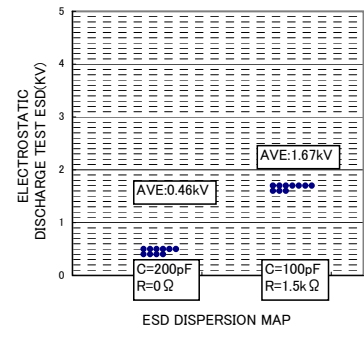 ELECTROSTATIC
DISCHARGE TEST ESD(KV)
5
4
3
2
1
0
AVE:0.46kV
AVE:1.67kV
C=200pF
R=0Ω
C=100pF
R=1.5kΩ
ESD DISPERSION MAP